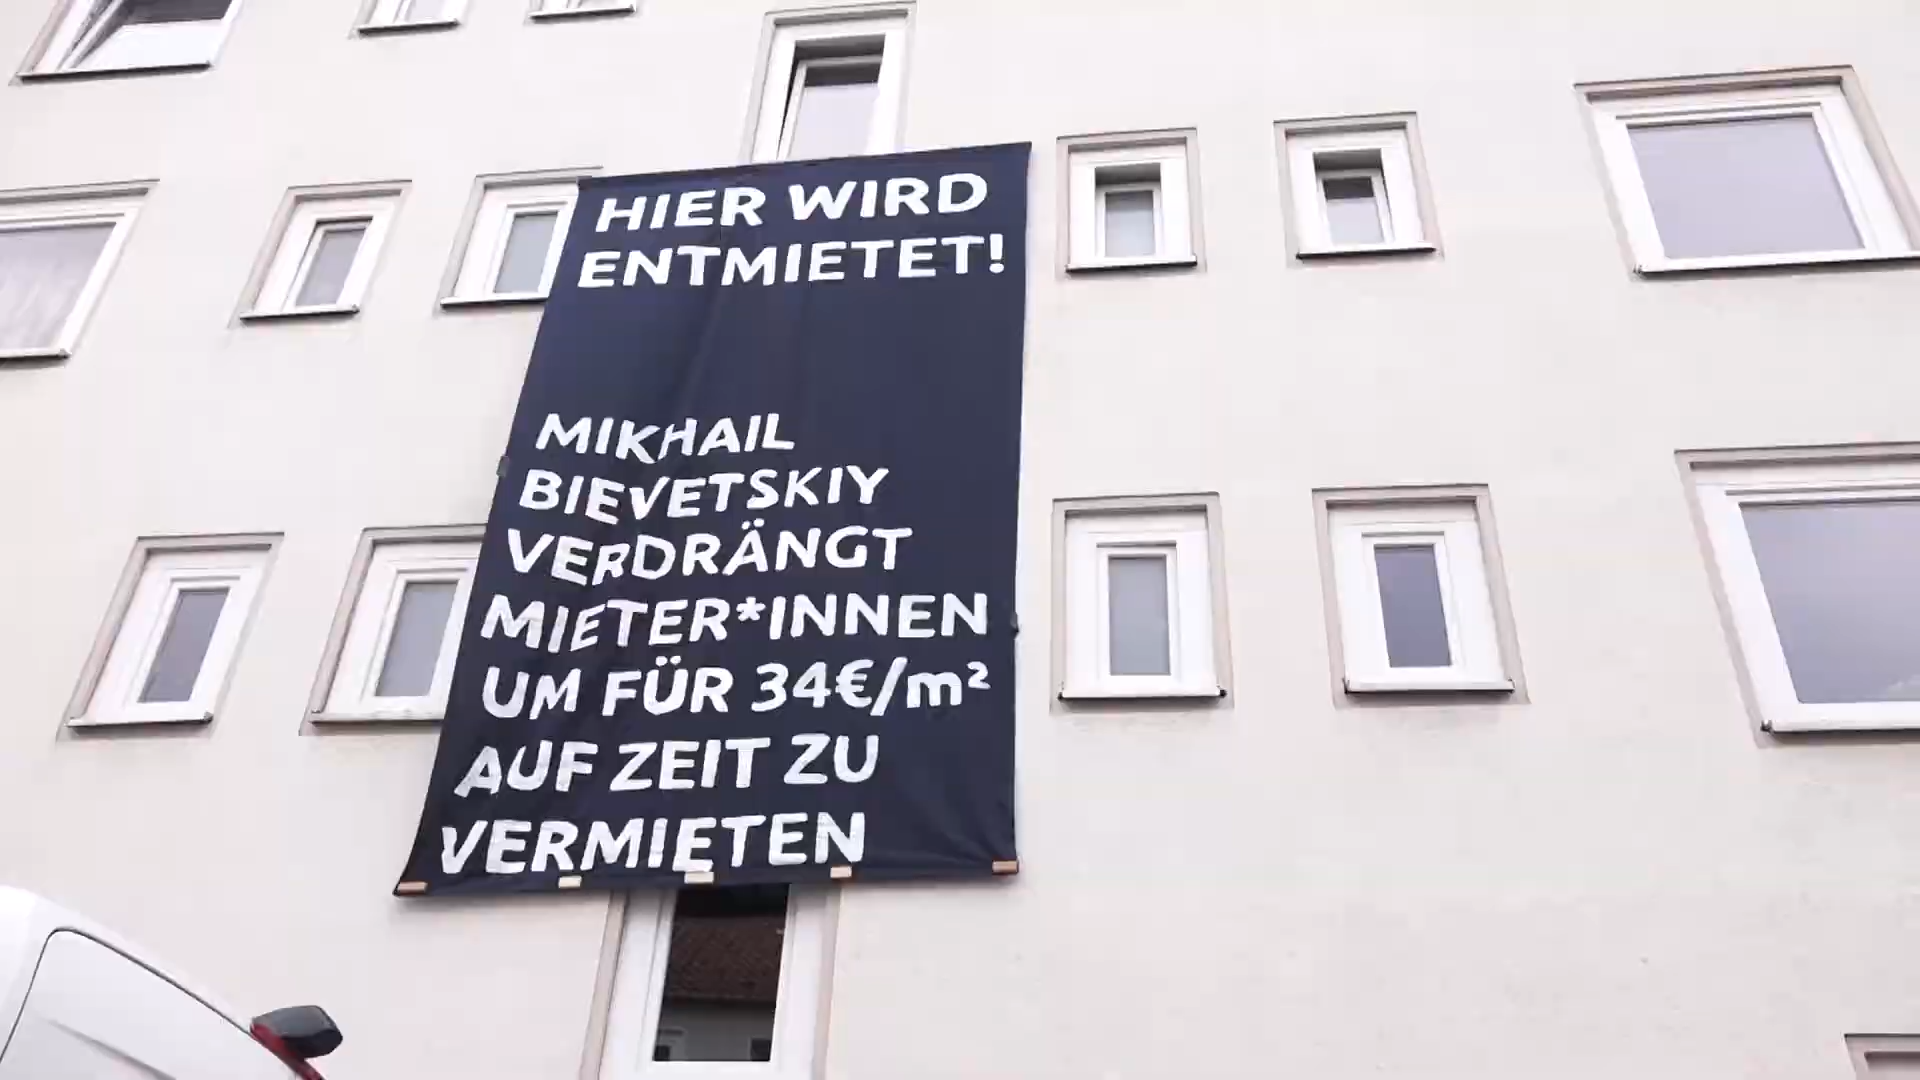 HIER WIRD
ENTMIETET!
MIKHAIL
BIEVETSKIY
VERDRÄNGT
MIETER*INNEN
UM FÜR 34€/m²
AUF ZEIT ZU
VERMIETEN